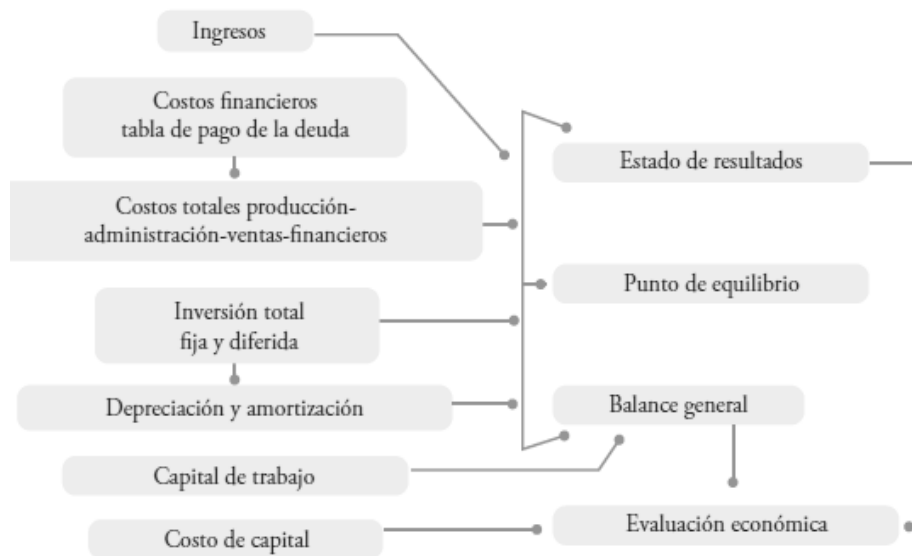 Ingresos
Costos financieros
tabla de pago de la deuda
Costos totales producción-
administración-ventas-financieros
Inversión total
fija y diferida
Depreciación y amortización
Capital de trabajo
Costo de capital
Estado de resultados
Punto de equilibrio
Balance general
Evaluación económica